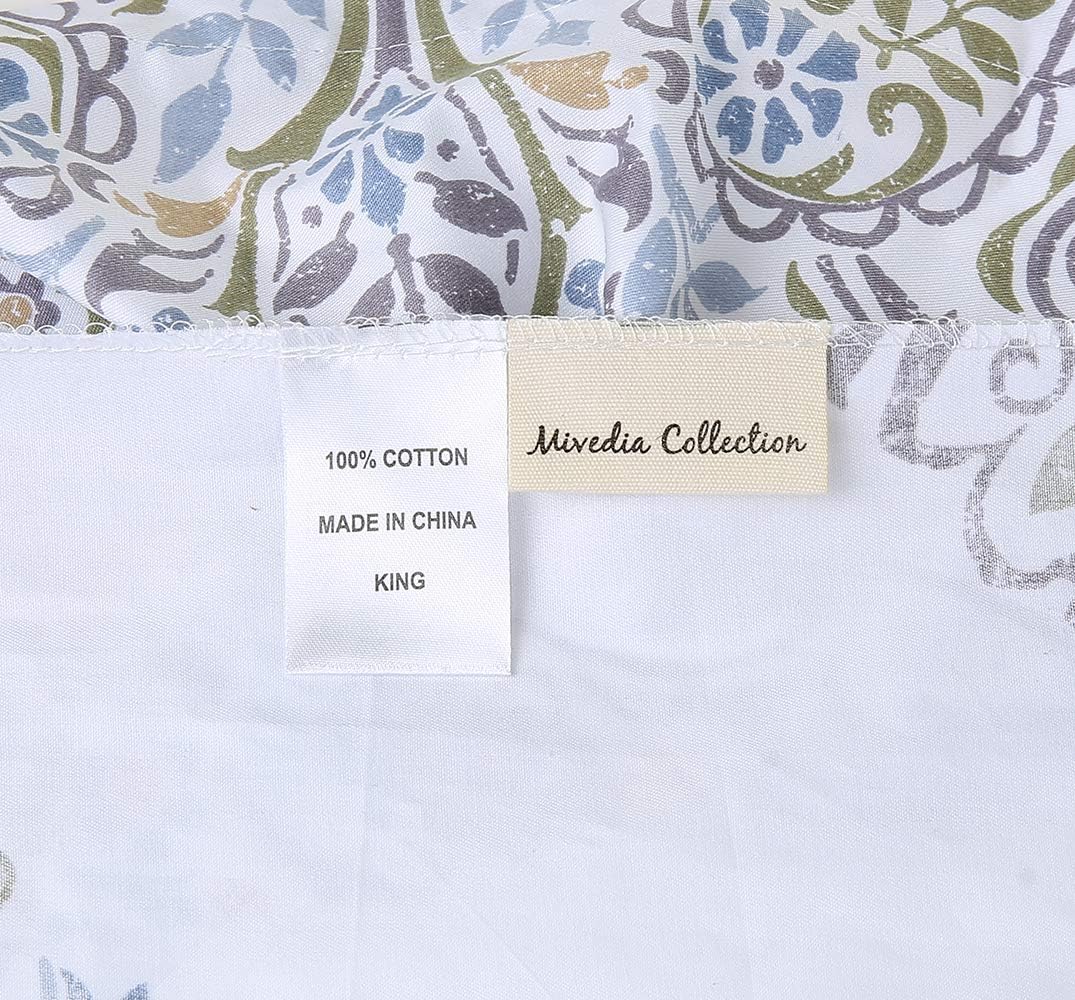 100% COTTON
MADE IN CHINA
KING
Mivedia Collection